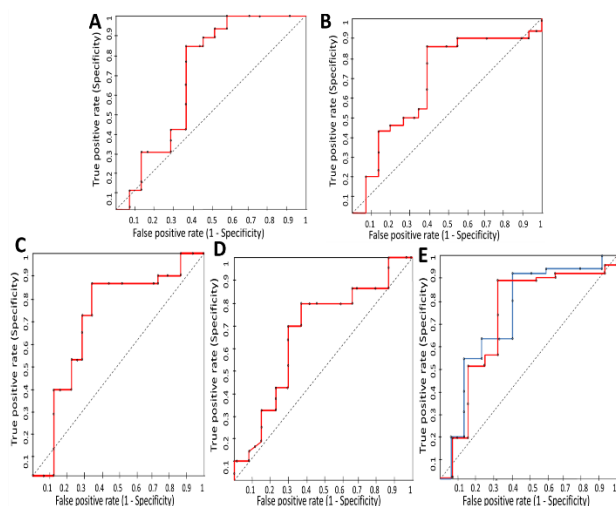 A
True positive rate (Specificity)
0.1 0.2 0.3 0.4 0.5 0.6 0.7 0.8 0.9 1
0.1 0.2 0.3 0.4 0.5 0.6 0.7 0.8 0.9 1
False positive rate (1 - Specificity)
B
True positive rate (Specificity)
0.1 0.2 0.3 0.4 0.5 0.6 0.7 0.8 0.9 1
0.1 0.2 0.3 0.4 0.5 0.6 0.7 0.8 0.9 1
False positive rate (1 - Specificity)
C
True positive rate (Specificity)
0.1 0.2 0.3 0.4 0.5 0.6 0.7 0.8 0.9 1
0.1 0.2 0.3 0.4 0.5 0.6 0.7 0.8 0.9 1
False positive rate (1 - Specificity)
D
True positive rate (Specificity)
0.1 0.2 0.3 0.4 0.5 0.6 0.7 0.8 0.9 1
0.1 0.2 0.3 0.4 0.5 0.6 0.7 0.8 0.9 1
False positive rate (1 - Specificity)
E
True positive rate (Specificity)
0.1 0.2 0.3 0.4 0.5 0.6 0.7 0.8 0.9 1
0.1 0.2 0.3 0.4 0.5 0.6 0.7 0.8 0.9 1
False positive rate (1 - Specificity)